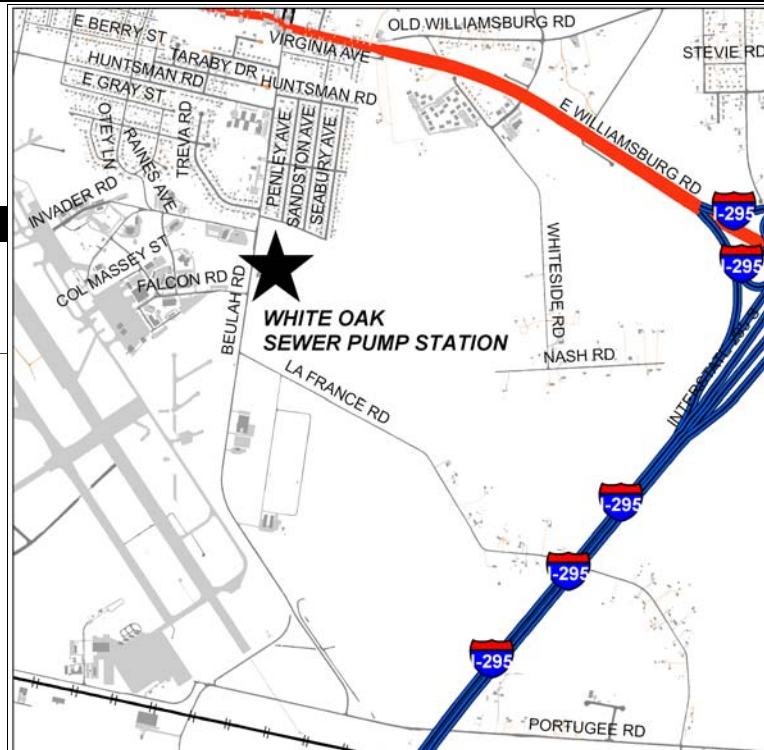 OLD WILLIAMSBURG RD
E BERRY ST
VIRGINIA AVE
STEVIE RD
TARABY DR
HUNTSMAN RD
HUNTSMAN RD
E GRAY ST
E WILLIAMSBURG RD
OTEY LN
RAINES AVE
TREVA RD
PENLEY AVE
SANDSTON AVE
SEABURY AVE
INVADER RD
I-295
COL MASSEY ST
I-295
WHITESIDE RD
FALCON RD
BEULAH RD
WHITE OAK
SEWER PUMP STATION
NASH RD
LA FRANCE RD
I-295
I-295
I-295
PORTUGEE RD